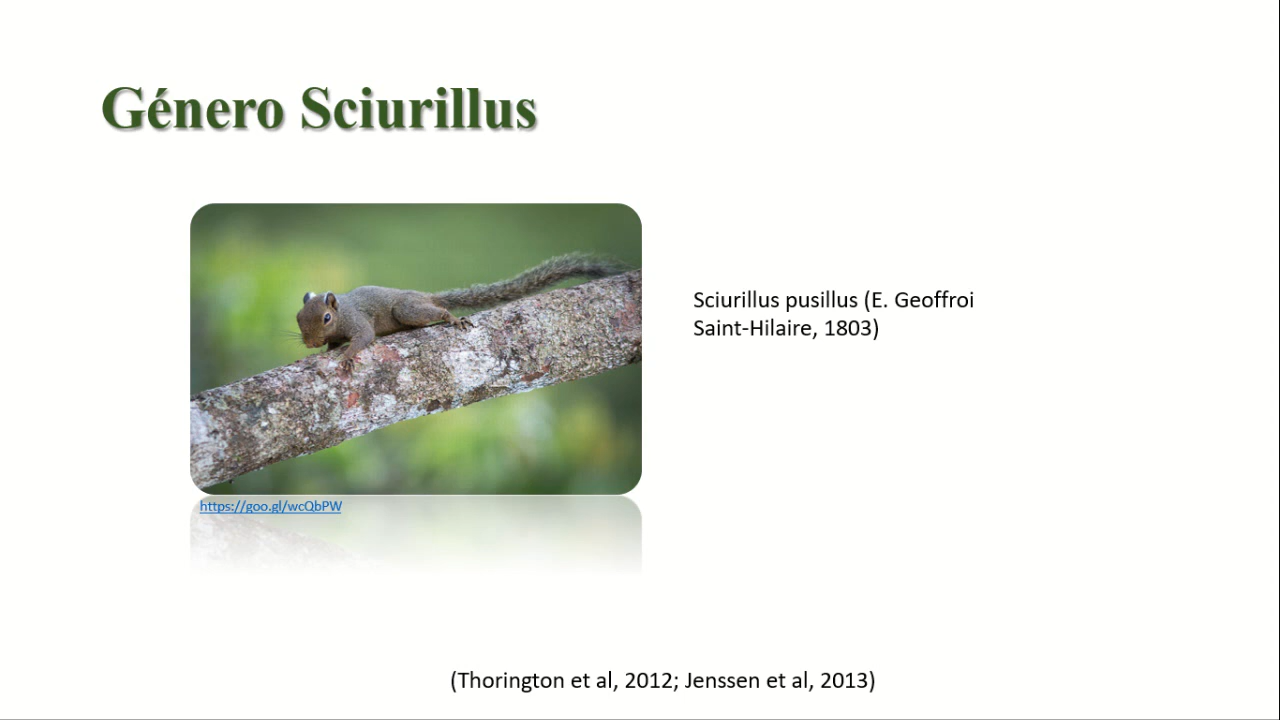 Género Sciurillus
Sciurillus pusillus (E. Geoffroi
Saint-Hilaire, 1803)
https://goo.gl/wcQbPW
(Thorington et al, 2012; Jenssen et al, 2013)